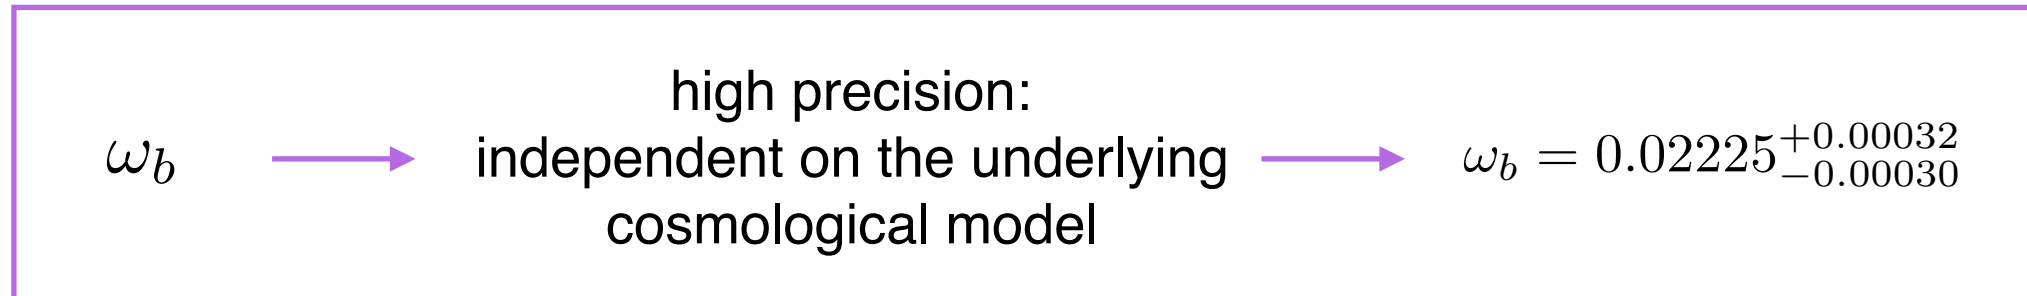 high precision:
ω_b → independent on the underlying → ω_b = 0.02225^{+0.00032}_{-0.00030}
cosmological model